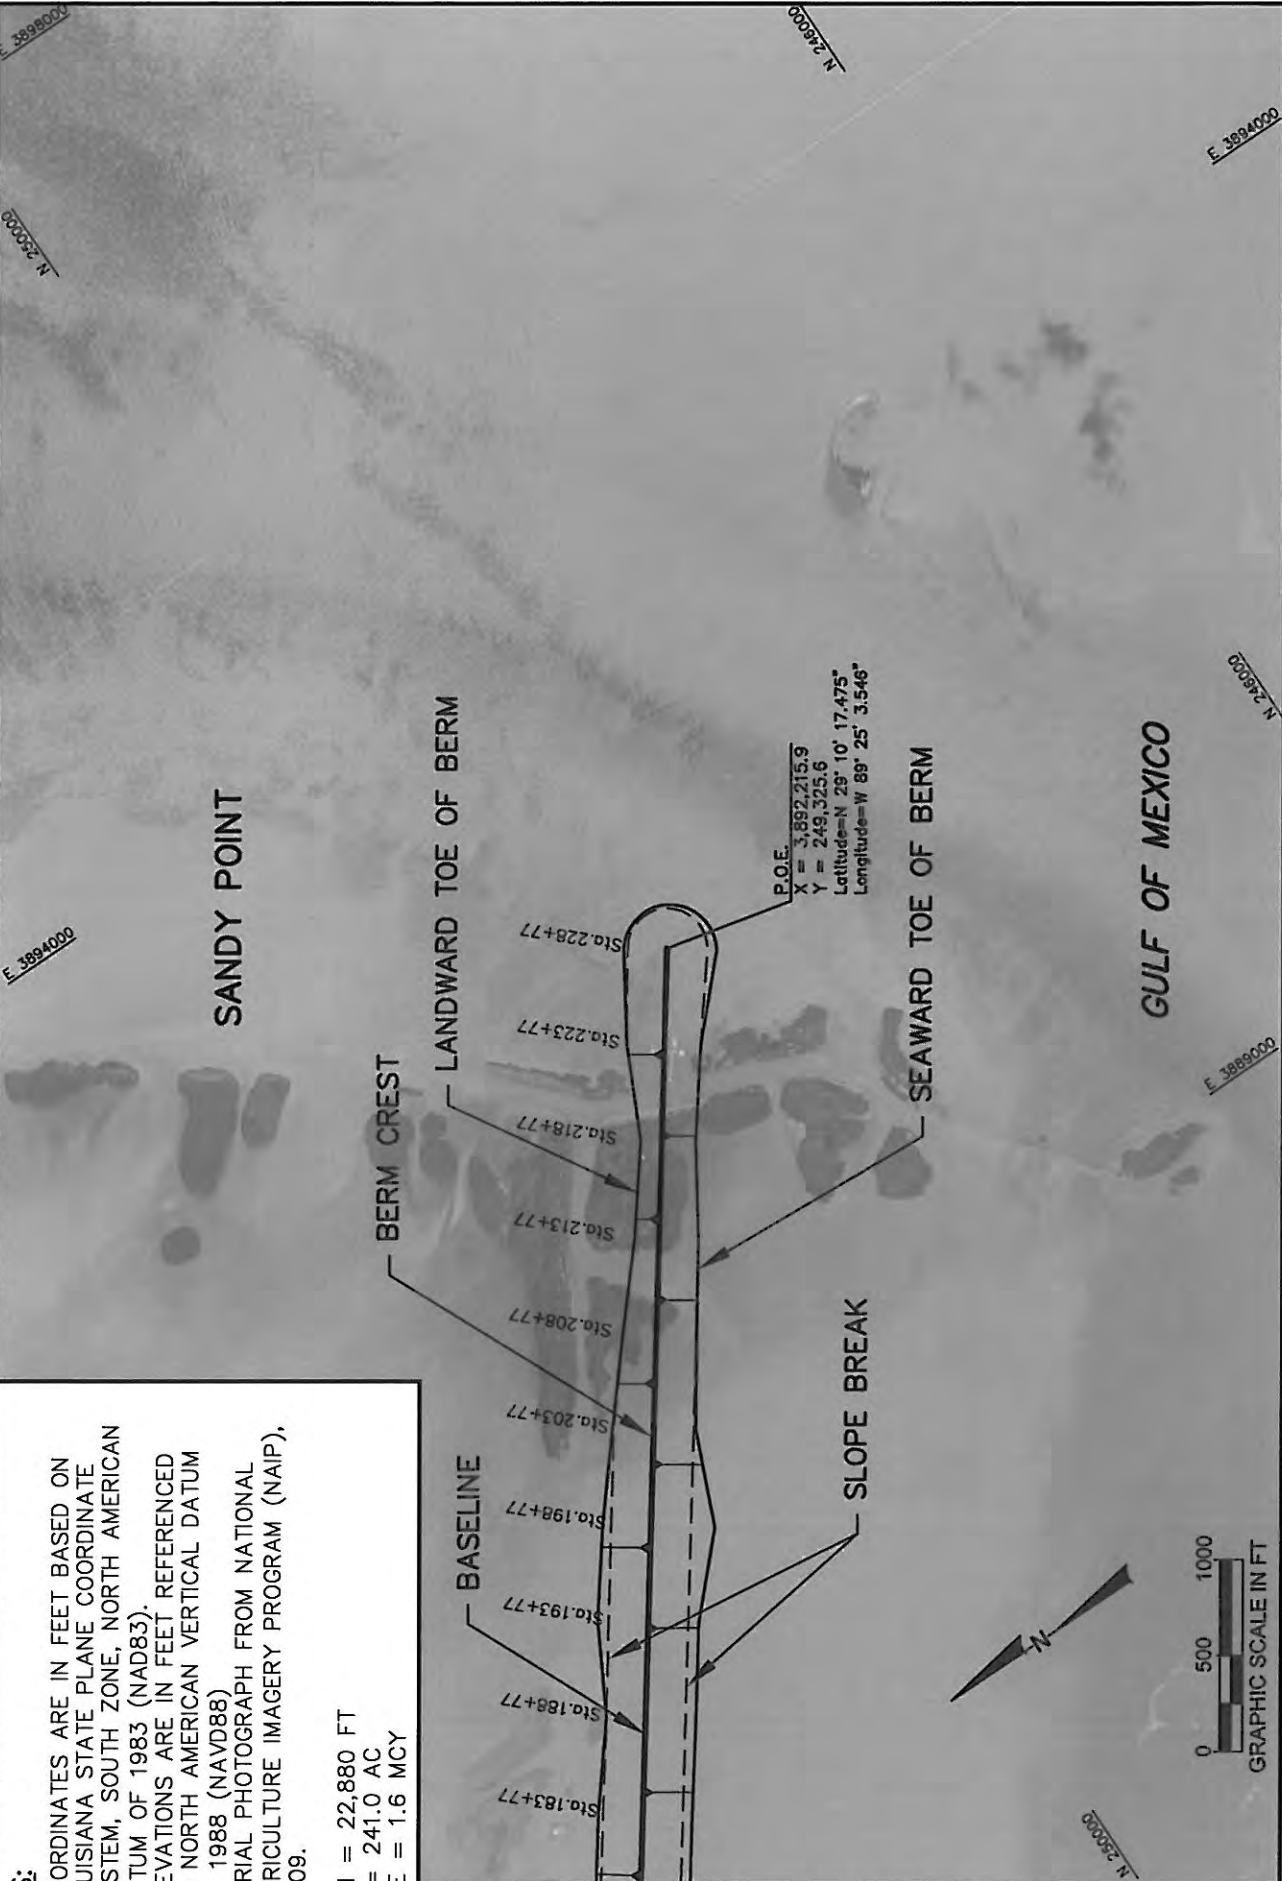 S:
ORDINATES ARE IN FEET BASED ON
UISIANA STATE PLANE COORDINATE
STEM, SOUTH ZONE, NORTH AMERICAN
TUM OF 1983 (NAD83).
EVATIONS ARE IN FEET REFERENCED
NORTH AMERICAN VERTICAL DATUM
1988 (NAVD88)
RIAL PHOTOGRAPH FROM NATIONAL
RICULTURE IMAGERY PROGRAM (NAIP),
09.
= 22,880 FT
= 241.0 AC
E = 1.6 MCY
E 3898000
N 250000
N 248000
E 3894000
E 3894000
SANDY POINT
LANDWARD TOE OF BERM
BERM CREST
BASELINE
Sta.183+77
Sta.188+77
Sta.193+77
Sta.198+77
Sta.203+77
Sta.208+77
Sta.213+77
Sta.218+77
Sta.223+77
Sta.228+77
P.O.E.
X = 3,892,215.9
Y = 249,325.6
Latitude=N 29° 10' 17.475"
Longitude=W 89° 25' 3.546"
SEAWARD TOE OF BERM
SLOPE BREAK
GULF OF MEXICO
N 246000
E 3889000
N 250000
N
0 500 1000
GRAPHIC SCALE IN FT